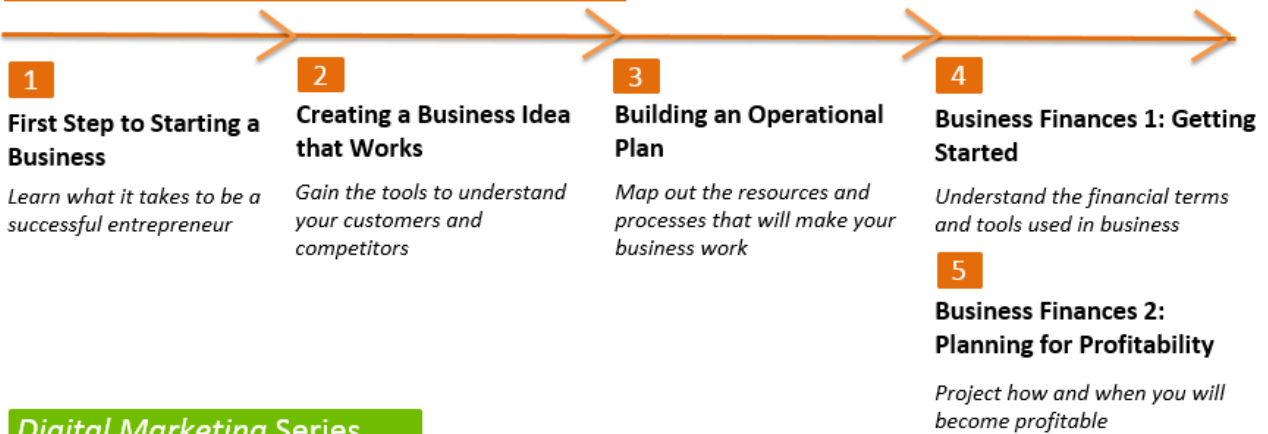 1
First Step to Starting a
Business
Learn what it takes to be a
successful entrepreneur
2
Creating a Business Idea
that Works
Gain the tools to understand
your customers and
competitors
3
Building an Operational
Plan
Map out the resources and
processes that will make your
business work
4
Business Finances 1: Getting
Started
Understand the financial terms
and tools used in business
5
Business Finances 2:
Planning for Profitability
Project how and when you will
become profitable
Digital Marketing Series